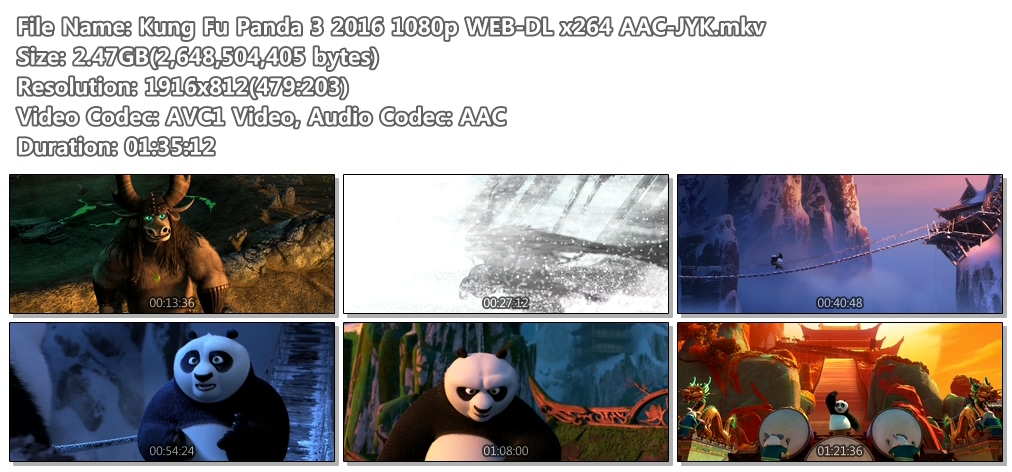 File Name: Kung Fu Panda 3 2016 1080p WEB-DL x264 AAC-JYK.mkv
Size: 2.47GB(2,648,504,405 bytes)
Resolution: 1916x812(479:203)
Video Codec: AVC1 Video, Audio Codec: AAC
Duration: 01:35:12
00:13:36
00:27:12
00:40:48
00:54:24
01:08:00
01:21:36